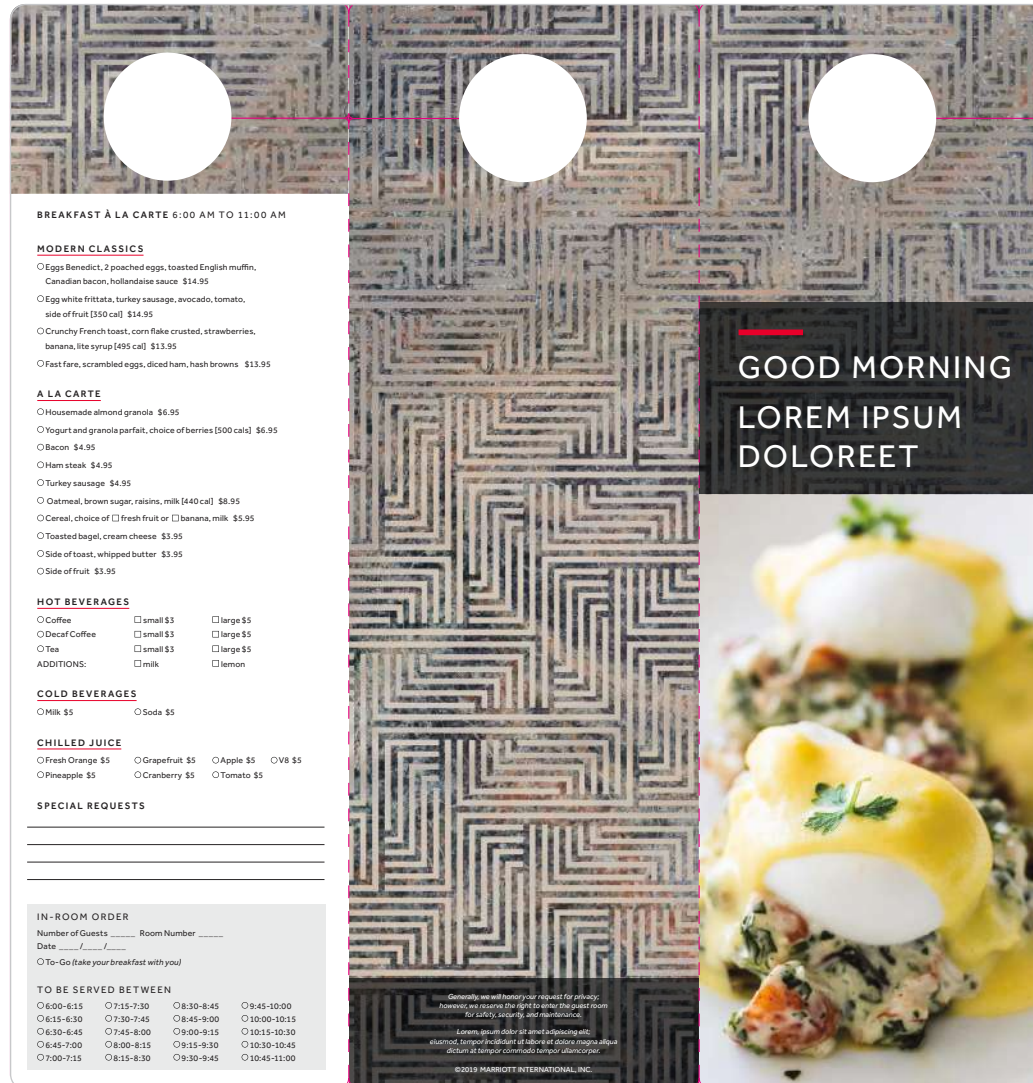 BREAKFAST À LA CARTE 6:00 AM TO 11:00 AM
MODERN CLASSICS
Eggs Benedict, 2 poached eggs, toasted English muffin,
Canadian bacon, hollandaise sauce $14.95
Egg white frittata, turkey sausage, avocado, tomato,
side of fruit [350 cal] $14.95
Crunchy French toast, corn flake crusted, strawberries,
banana, lite syrup [495 cal] $13.95
Fast fare, scrambled eggs, diced ham, hash browns $13.95
A LA CARTE
Housemade almond granola $6.95
Yogurt and granola parfait, choice of berries [500 cals] $6.95
Bacon $4.95
Ham steak $4.95
Turkey sausage $4.95
Oatmeal, brown sugar, raisins, milk [440 cal] $8.95
Cereal, choice of fresh fruit or banana, milk $5.95
Toasted bagel, cream cheese $3.95
Side of toast, whipped butter $3.95
Side of fruit $3.95
HOT BEVERAGES
Coffee small $3 large $5
Decaf Coffee small $3 large $5
Tea small $3 large $5
ADDITIONS: milk lemon
COLD BEVERAGES
Milk $5 Soda $5
CHILLED JUICE
Fresh Orange $5 Grapefruit $5 Apple $5 V8 $5
Pineapple $5 Cranberry $5 Tomato $5
SPECIAL REQUESTS
IN-ROOM ORDER
Number of Guests _____ Room Number _____
Date ____/____/____
To-Go (take your breakfast with you)
TO BE SERVED BETWEEN
6:00-6:15 7:15-7:30 8:30-8:45 9:45-10:00
6:15-6:30 7:30-7:45 8:45-9:00 10:00-10:15
6:30-6:45 7:45-8:00 9:00-9:15 10:15-10:30
6:45-7:00 8:00-8:15 9:15-9:30 10:30-10:45
7:00-7:15 8:15-8:30 9:30-9:45 10:45-11:00
Generally, we will honor your request for privacy;
however, we reserve the right to enter the guest room
for safety, security, and maintenance.
Lorem, ipsum dolor sit amet adipiscing elit;
eiusmod, tempor incididunt ut labore et dolore magna aliqua
dictum at tempor commodo tempor ullamcorper.
©2019 MARRIOTT INTERNATIONAL, INC.
GOOD MORNING
LOREM IPSUM
DOLOREET